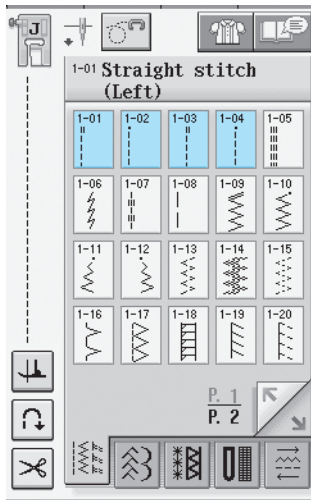 J
1-01 Straight stitch
(Left)
1-01 1-02 1-03 1-04 1-05
1-06 1-07 1-08 1-09 1-10
1-11 1-12 1-13 1-14 1-15
1-16 1-17 1-18 1-19 1-20
P. 1
P. 2